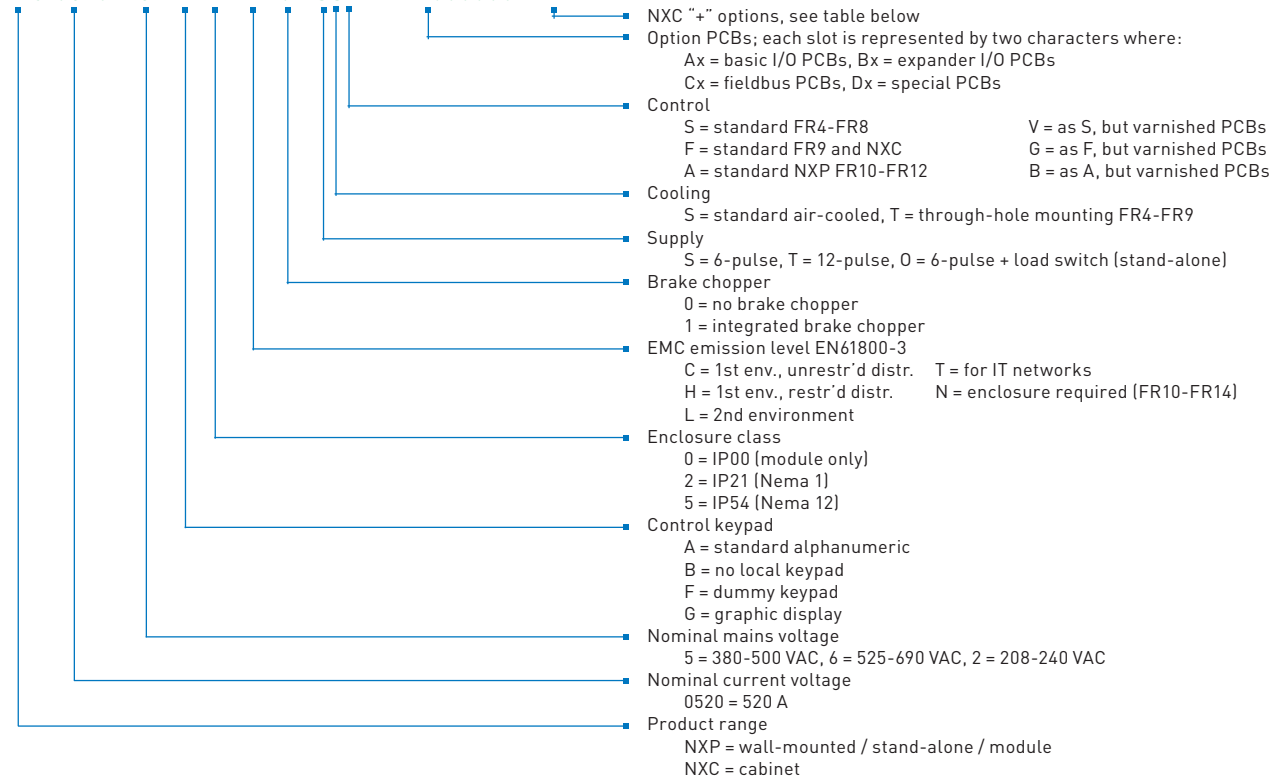 NXC “+” options, see table below
Option PCBs; each slot is represented by two characters where:
Ax = basic I/O PCBs, Bx = expander I/O PCBs
Cx = fieldbus PCBs, Dx = special PCBs
Control
S = standard FR4-FR8 V = as S, but varnished PCBs
F = standard FR9 and NXC G = as F, but varnished PCBs
A = standard NXP FR10-FR12 B = as A, but varnished PCBs
Cooling
S = standard air-cooled, T = through-hole mounting FR4-FR9
Supply
S = 6-pulse, T = 12-pulse, O = 6-pulse + load switch (stand-alone)
Brake chopper
0 = no brake chopper
1 = integrated brake chopper
EMC emission level EN61800-3
C = 1st env., unrestr’d distr. T = for IT networks
H = 1st env., restr’d distr. N = enclosure required (FR10-FR14)
L = 2nd environment
Enclosure class
0 = IP00 (module only)
2 = IP21 (Nema 1)
5 = IP54 (Nema 12)
Control keypad
A = standard alphanumeric
B = no local keypad
F = dummy keypad
G = graphic display
Nominal mains voltage
5 = 380-500 VAC, 6 = 525-690 VAC, 2 = 208-240 VAC
Nominal current voltage
0520 = 520 A
Product range
NXP = wall-mounted / stand-alone / module
NXC = cabinet